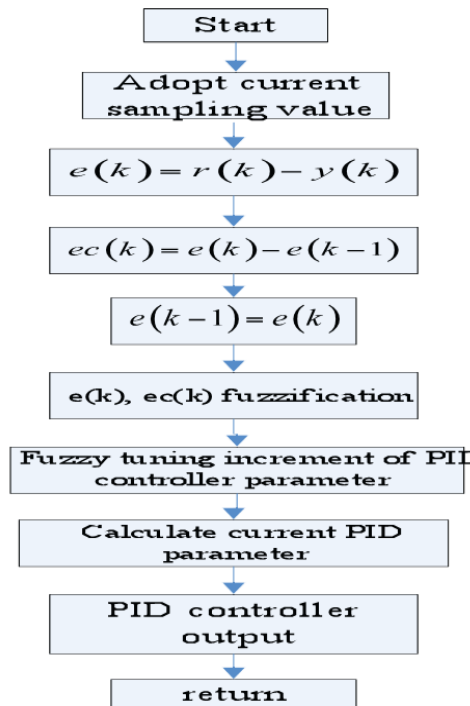 Start
Adopt current
sampling value
e(k) = r(k) − y(k)
ec(k) = e(k) − e(k−1)
e(k−1) = e(k)
e(k), ec(k) fuzzification
Fuzzy tuning increment of PID
controller parameter
Calculate current PID
parameter
PID controller
output
return